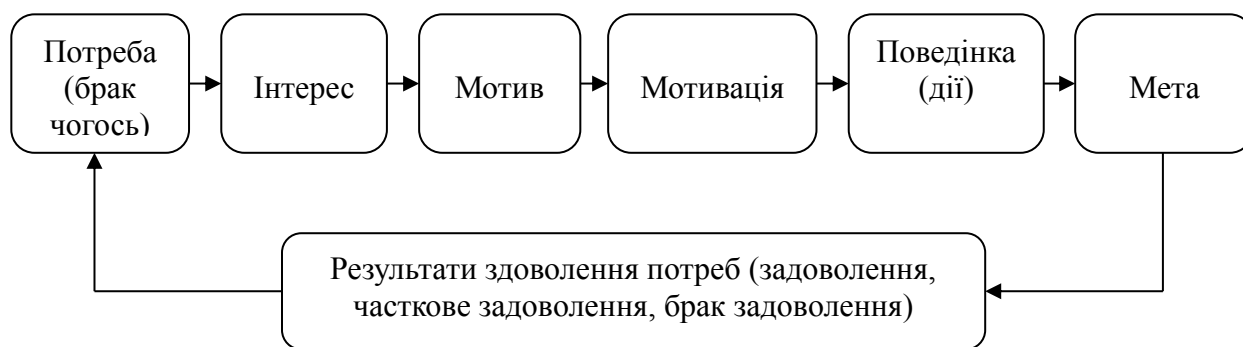 Потреба
(брак
чогось)
Інтерес
Мотив
Мотивація
Поведінка
(дії)
Мета
Результати здоволення потреб (задоволення,
часткове задоволення, брак задоволення)